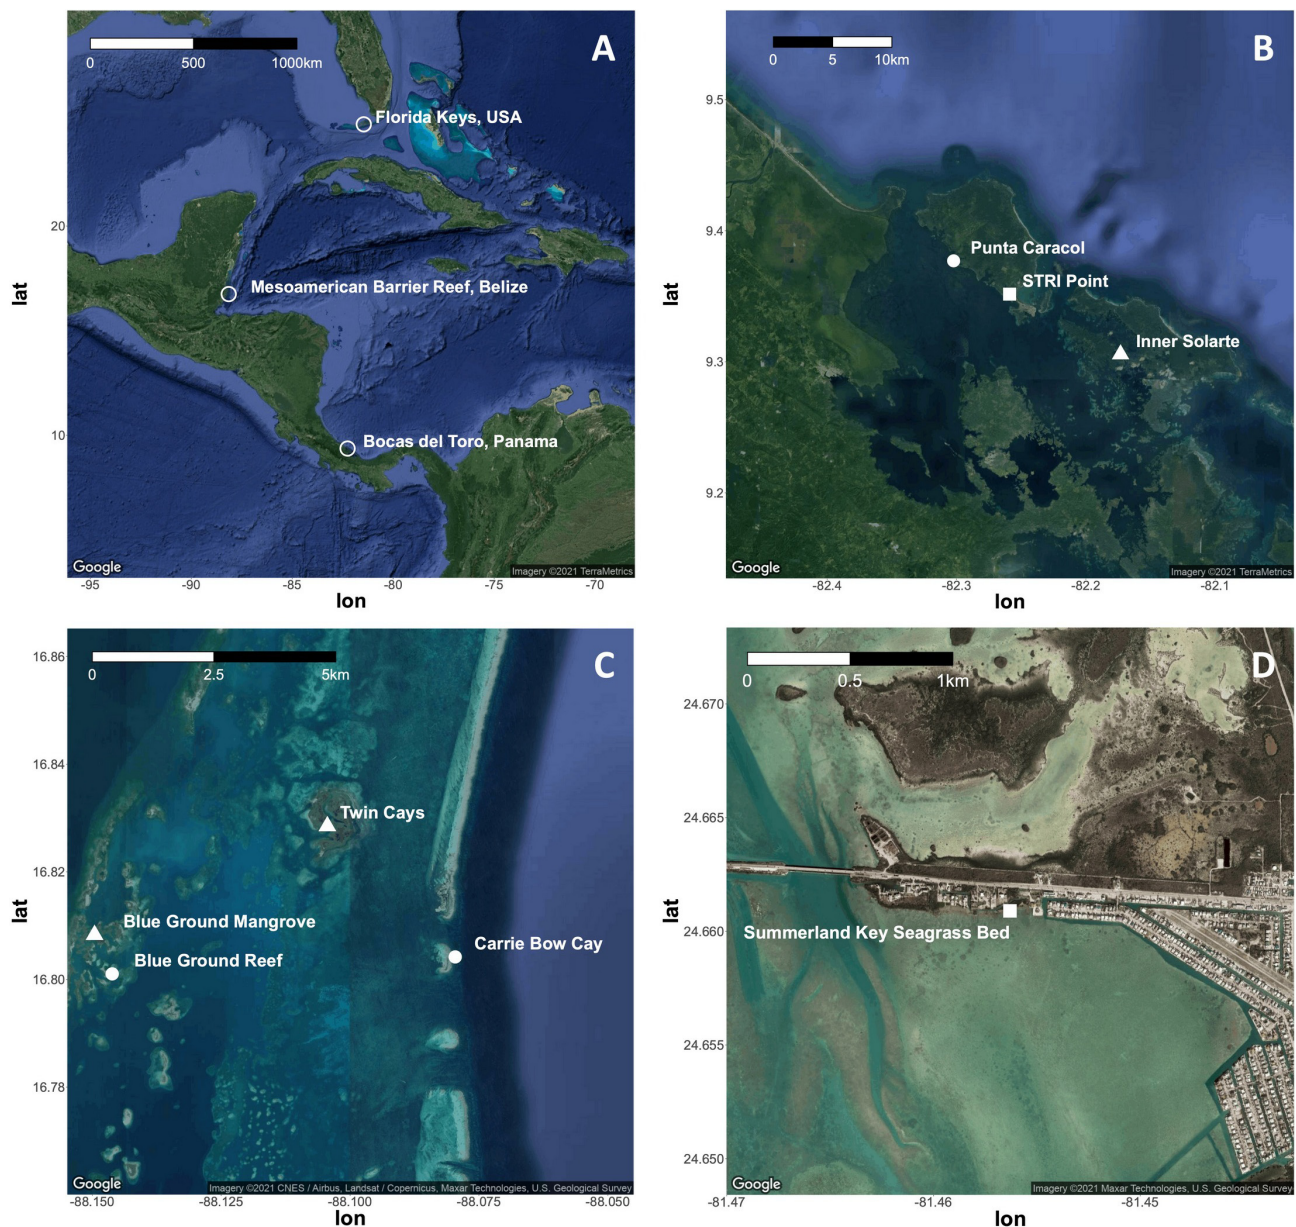 A
0 500 1000km
Florida Keys, USA
Mesoamerican Barrier Reef, Belize
Bocas del Toro, Panama
20
10
lat
Google
Imagery ©2021 TerraMetrics
-95 -90 -85 -80 -75 -70
lon
B
0 5 10km
Punta Caracol
STRI Point
Inner Solarte
9.5
9.4
9.3
9.2
lat
Google
Imagery ©2021 TerraMetrics
-82.4 -82.3 -82.2 -82.1
lon
C
0 2.5 5km
Twin Cays
Blue Ground Mangrove
Carrie Bow Cay
Blue Ground Reef
16.86
16.84
16.82
16.80
16.78
lat
Google
Imagery ©2021 CNES / Airbus, Landsat / Copernicus, Maxar Technologies, U.S. Geological Survey
-88.150 -88.125 -88.100 -88.075 -88.050
lon
D
0 0.5 1km
Summerland Key Seagrass Bed
24.670
24.665
24.660
24.655
24.650
lat
Google
Imagery ©2021 Maxar Technologies, U.S. Geological Survey
-81.47 -81.46 -81.45
lon